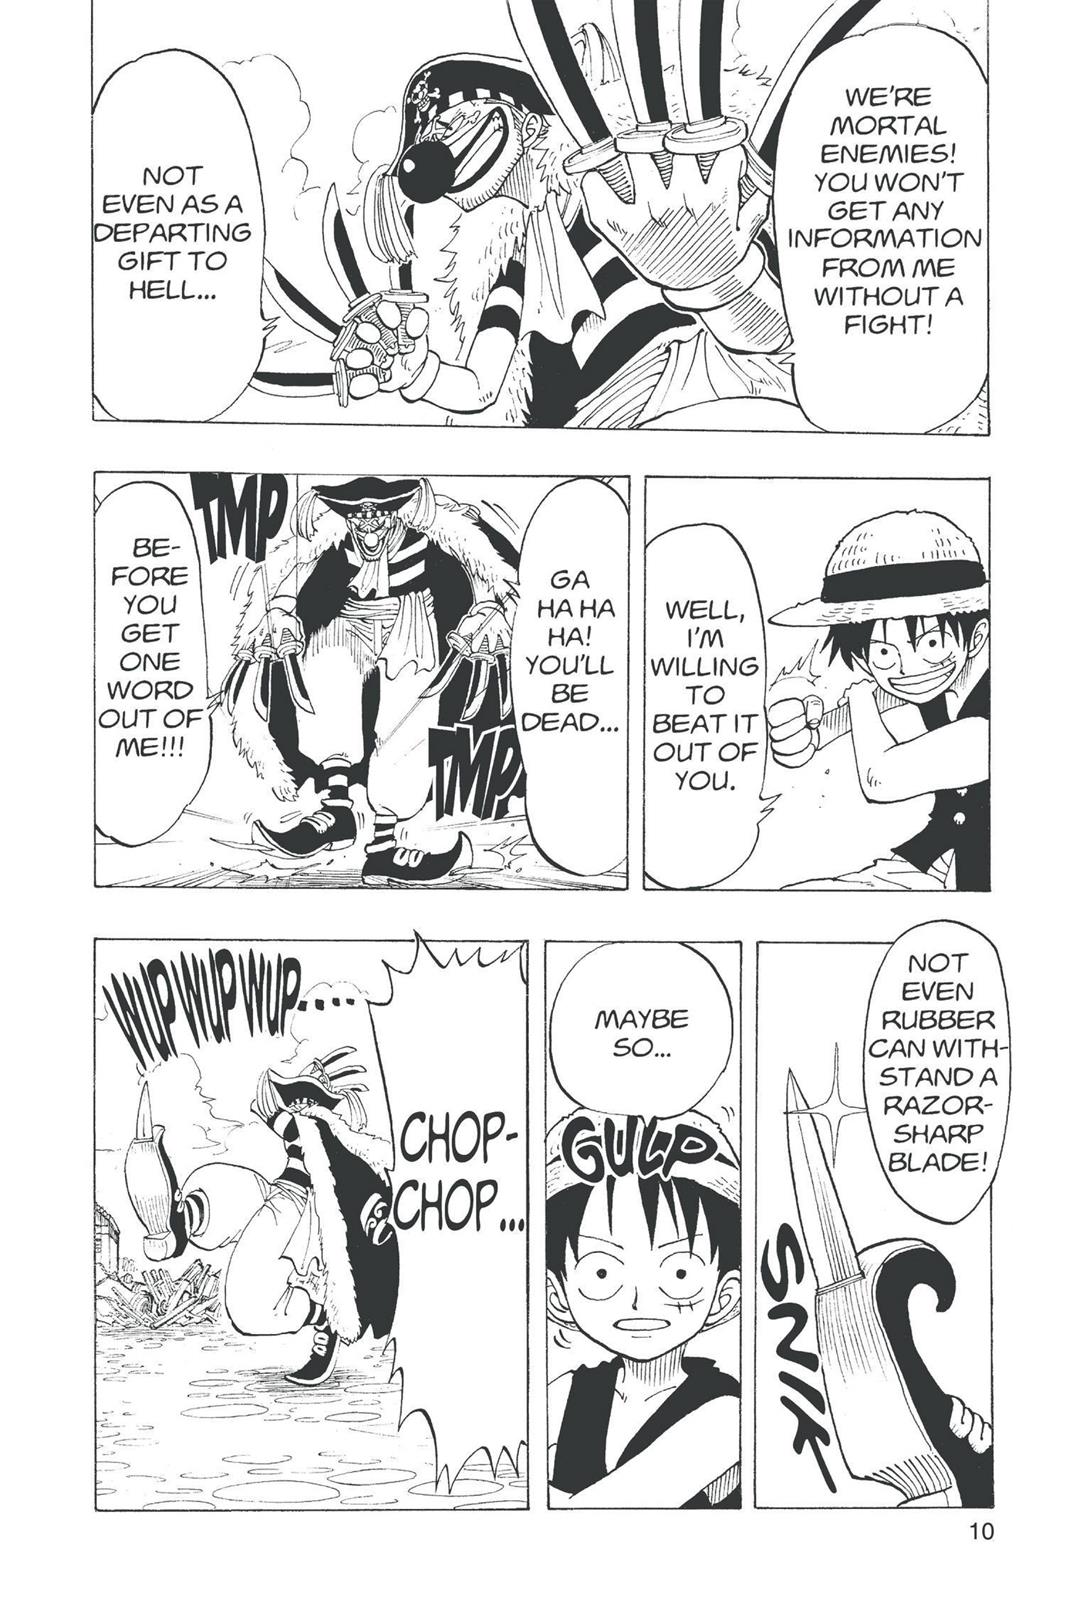 WE'RE
MORTAL
ENEMIES!
YOU WON'T
GET ANY
INFORMATION
FROM ME
WITHOUT A
FIGHT!
NOT
EVEN AS A
DEPARTING
GIFT TO
HELL...
WELL,
I'M
WILLING
TO
BEAT IT
OUT OF
YOU.
GA
HA HA
HA!
YOU'LL
BE
DEAD...
TMP
TMP
BE-
FORE
YOU
GET
ONE
WORD
OUT OF
ME!!!
NOT
EVEN
RUBBER
CAN WITH-
STAND A
RAZOR-
SHARP
BLADE!
SNIK
MAYBE
SO...
GULP
CHOP-
CHOP...
WUP WUP WUP....
10